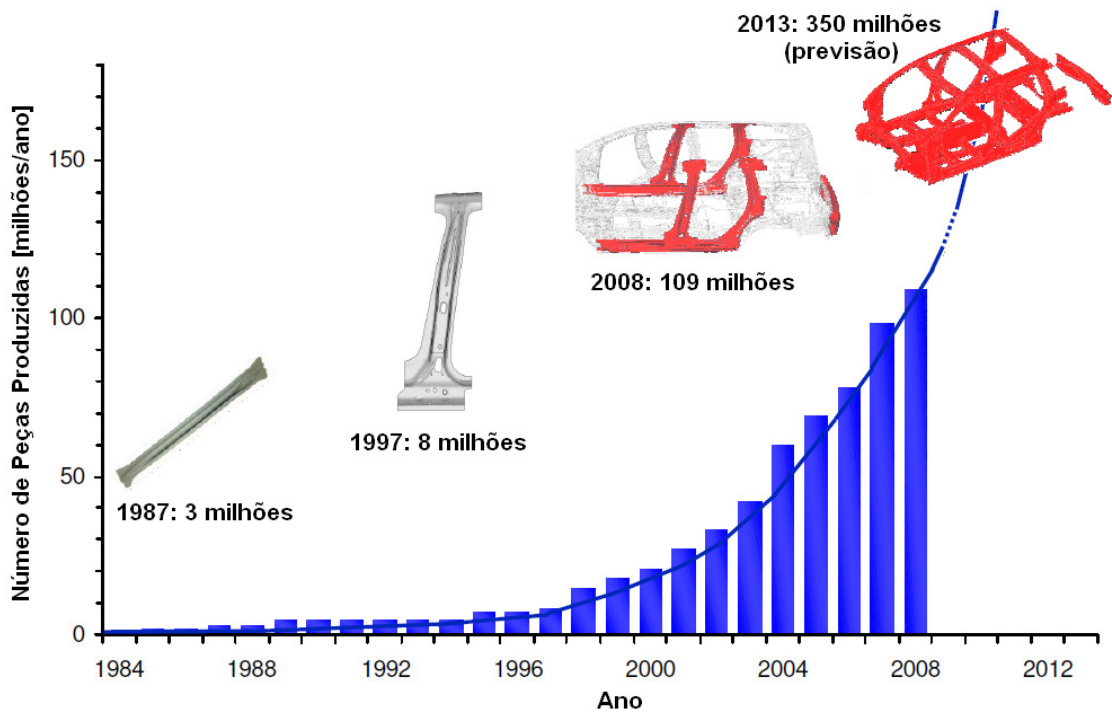 2013: 350 milhões
(previsão)
Número de Peças Produzidas [milhões/ano]
150
100
50
0
2008: 109 milhões
1997: 8 milhões
1987: 3 milhões
1984 1988 1992 1996 2000 2004 2008 2012
Ano